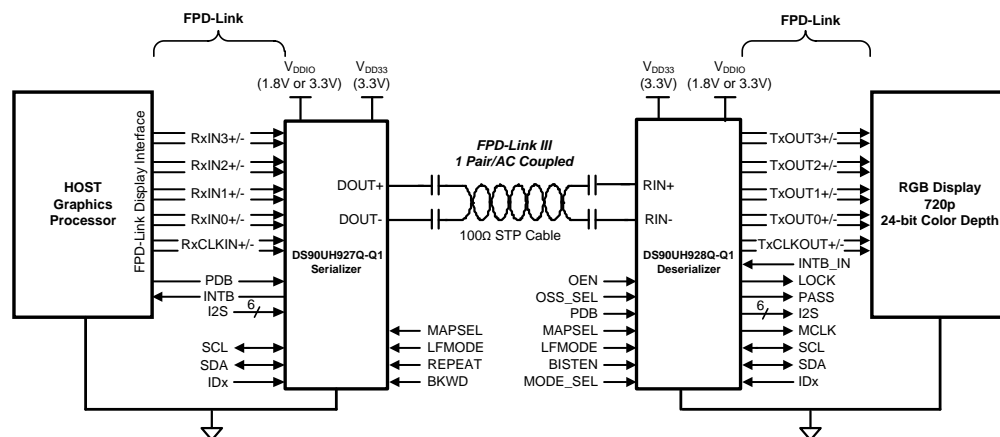 FPD-Link
FPD-Link
VDDIO
(1.8V or 3.3V)
VDD33
(3.3V)
VDD33
(3.3V)
VDDIO
(1.8V or 3.3V)
HOST
Graphics
Processor
FPD-Link Display Interface
RxIN3+/-
RxIN2+/-
RxIN1+/-
RxIN0+/-
RxCLKIN+/-
PDB
INTB
I2S
6
SCL
SDA
IDx
DOUT+
DOUT-
DS90UH927Q-Q1
Serializer
MAPSEL
LFMODE
REPEAT
BKWD
FPD-Link III
1 Pair/AC Coupled
100Ω STP Cable
RIN+
RIN-
DS90UH928Q-Q1
Deserializer
OEN
OSS_SEL
PDB
MAPSEL
LFMODE
BISTEN
MODE_SEL
TxOUT3+/-
TxOUT2+/-
TxOUT1+/-
TxOUT0+/-
TxCLKOUT+/-
INTB_IN
LOCK
PASS
6
I2S
MCLK
SCL
SDA
IDx
RGB Display
720p
24-bit Color Depth